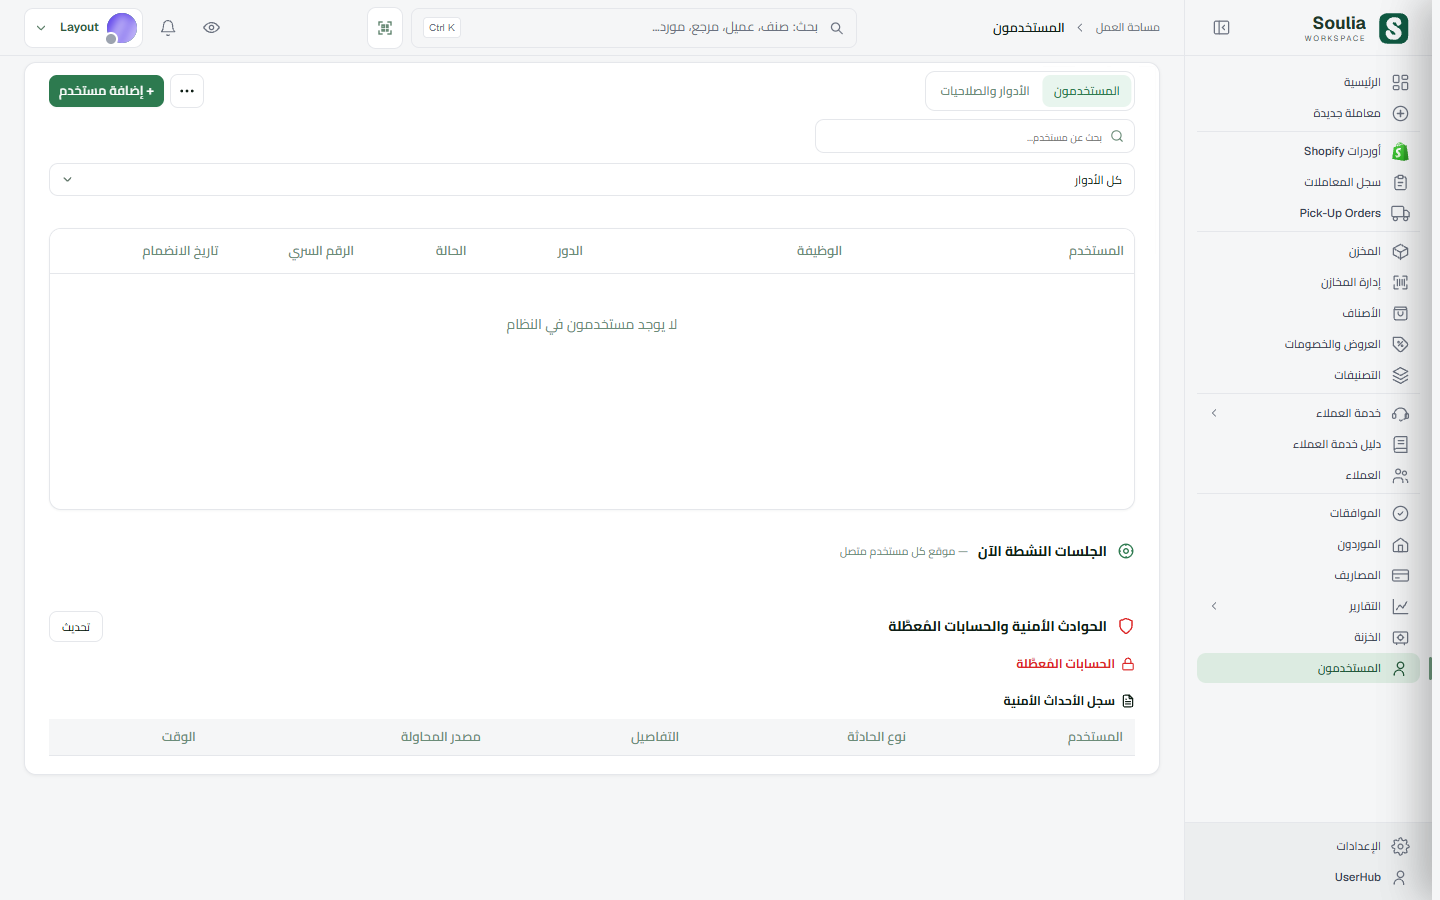 Soulia
WORKSPACE
الرئيسية
معاملة جديدة
أوردرات Shopify
سجل المعاملات
Pick-Up Orders
المخزن
إدارة المخازن
الأصناف
العروض والخصومات
التصنيفات
خدمة العملاء
دليل خدمة العملاء
العملاء
الموافقات
الموردون
المصاريف
التقارير
الخزنة
المستخدمون
الإعدادات
UserHub
مساحة العمل
المستخدمون
بحث: صنف، عميل، مرجع، مورد...
Ctrl K
Layout
المستخدمون
الأدوار والصلاحيات
+ إضافة مستخدم
بحث عن مستخدم...
كل الأدوار
المستخدم الوظيفة الدور الحالة الرقم السري تاريخ الانضمام
لا يوجد مستخدمون في النظام
الجلسات النشطة الآن — موقع كل مستخدم متصل
الحوادث الأمنية والحسابات المُعطَّلة
تحديث
الحسابات المُعطَّلة
سجل الأحداث الأمنية
المستخدم نوع الحادثة التفاصيل مصدر المحاولة الوقت